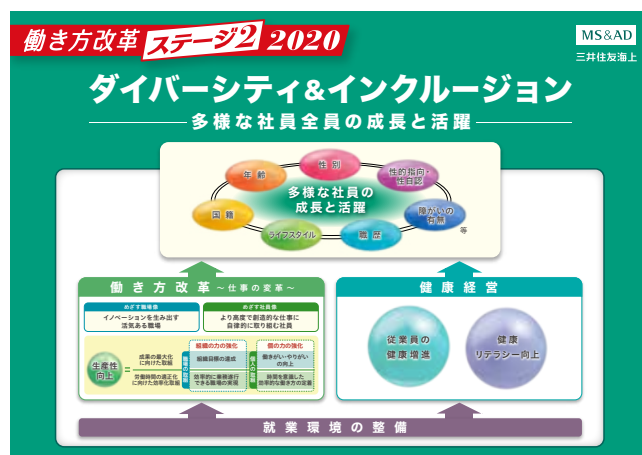 働き方改革 ステージ2 2020
MS&AD
三井住友海上
ダイバーシティ&インクルージョン
多様な社員全員の成長と活躍
性別
年齢
性的指向・
性自認
多様な社員の
成長と活躍
国籍
障がいの
有無
等
ライフスタイル
職歴
働き方改革 ～仕事の変革～
めざす職場像
イノベーションを生み出す
活気ある職場
めざす社員像
より高度で創造的な仕事に
自律的に取り組む社員
生産性
向上
=
成果の最大化
に向けた取組
労働時間の適正化
に向けた効率化取組
職場の変革
組織の力の強化
組織目標の達成
効率的に業務遂行
できる職場の実現
個人の変革
個の力の強化
働きがい・やりがい
の向上
時間を意識した
効率的な働き方の定着
健康経営
従業員の
健康増進
健康
リテラシー向上
就業環境の整備